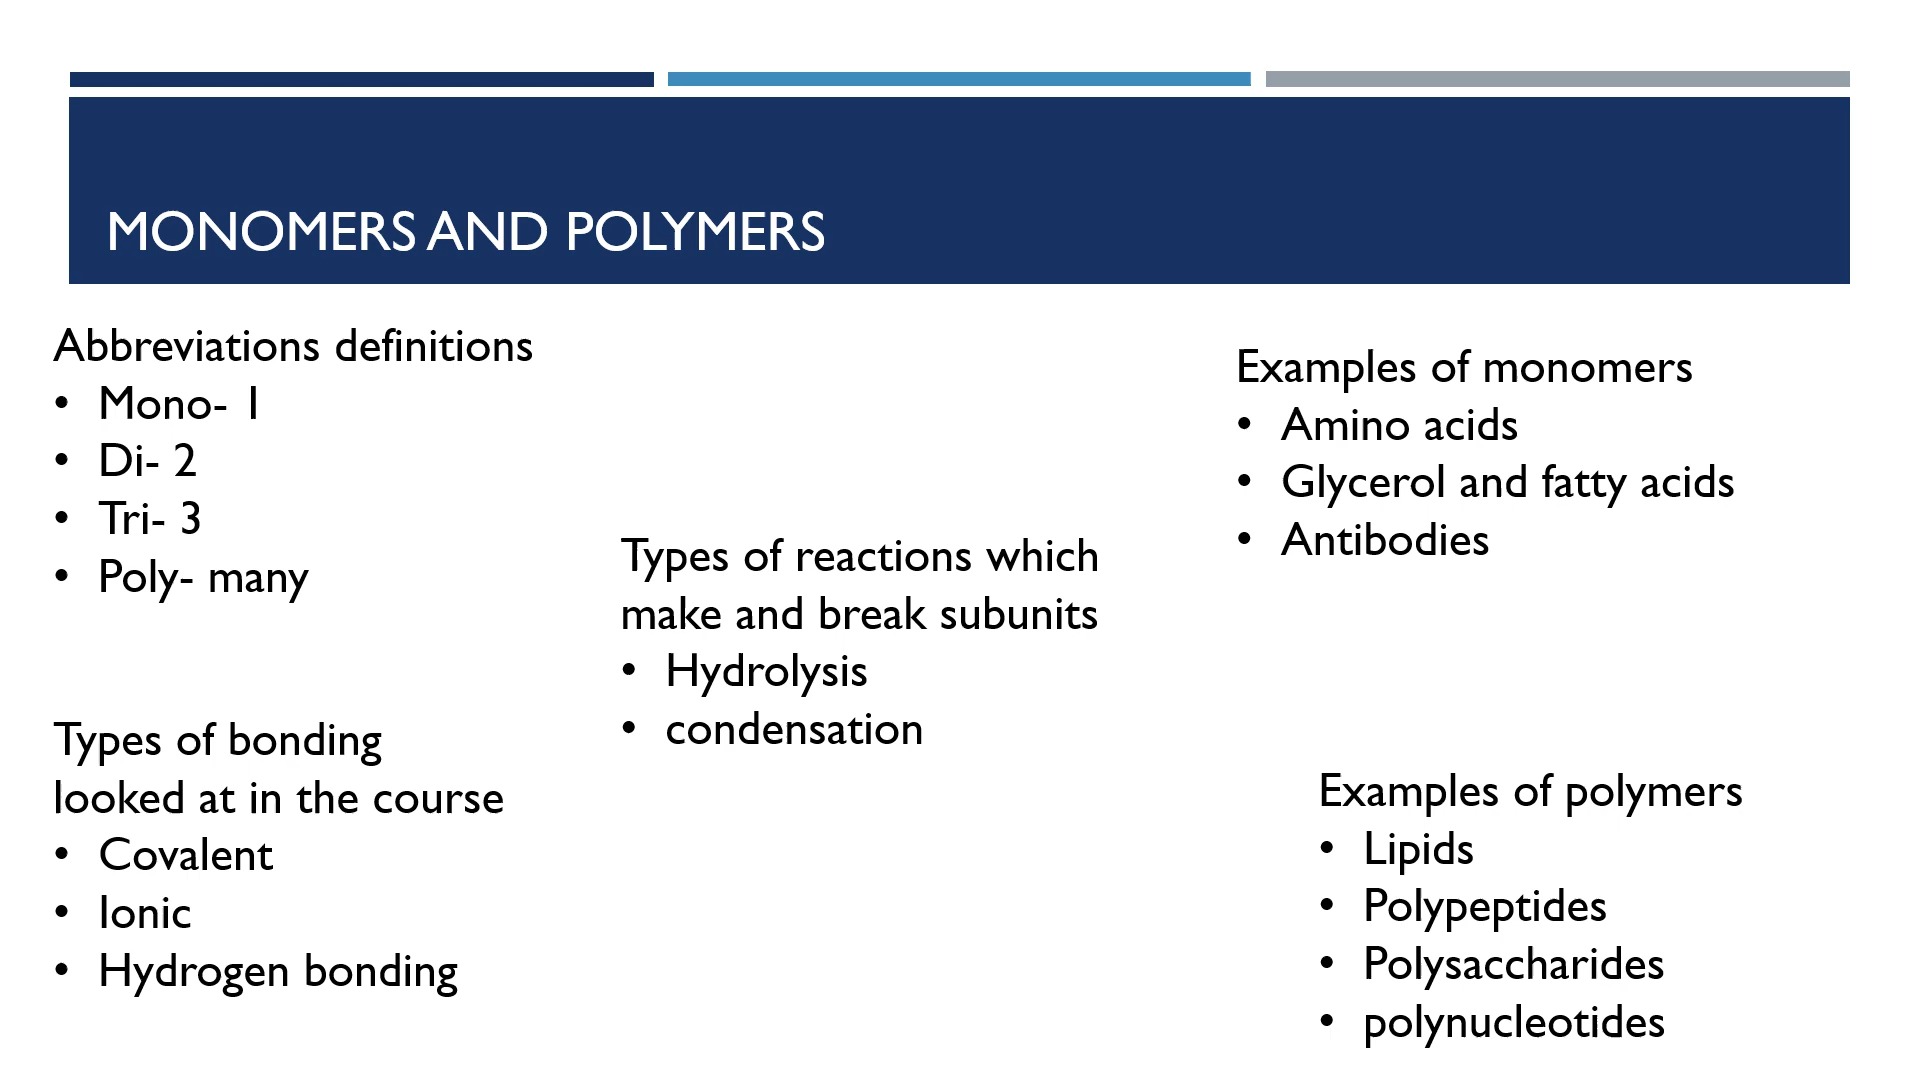 MONOMERS AND POLYMERS
Abbreviations definitions
• Mono- 1
• Di- 2
• Tri- 3
• Poly- many
Types of bonding
looked at in the course
• Covalent
• Ionic
• Hydrogen bonding
Types of reactions which
make and break subunits
• Hydrolysis
• condensation
Examples of monomers
• Amino acids
• Glycerol and fatty acids
• Antibodies
Examples of polymers
• Lipids
• Polypeptides
• Polysaccharides
• polynucleotides